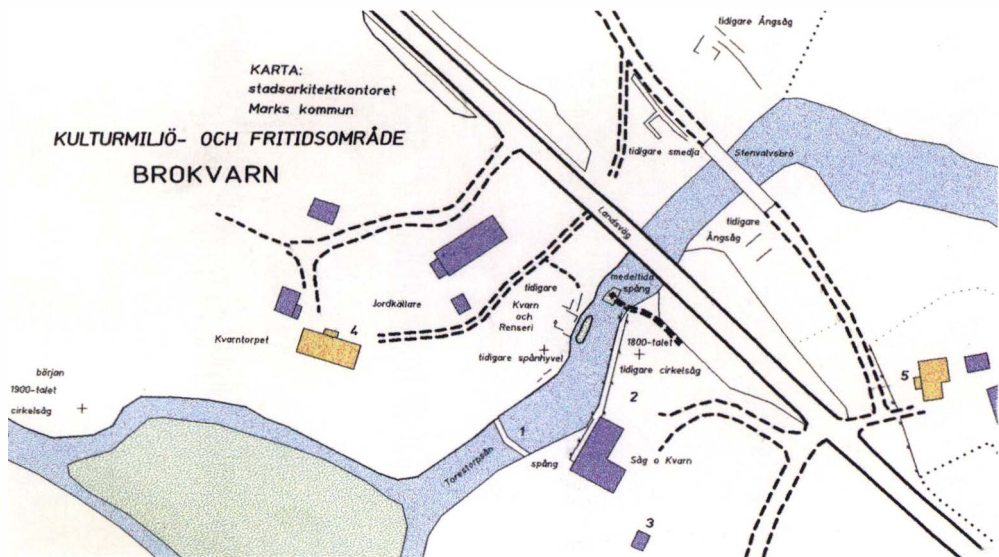 KARTA:
stadsarkitektkontoret
Marks kommun
KULTURMILJÖ- OCH FRITIDSOMRÅDE
BROKVARN
tidigare Ångsåg
tidigare smedja
Stenvalvsbro
Landsväg
tidigare
Ångsåg
medeltida
spång
Jordkällare
tidigare
Kvarn
och
Renseri
Kvarntorpet
4
tidigare spånhyvel
1800-talet
tidigare cirkelsåg
2
5
början
1900-talet
cirkelsåg
1
spång
Torestorpsån
Såg o Kvarn
3